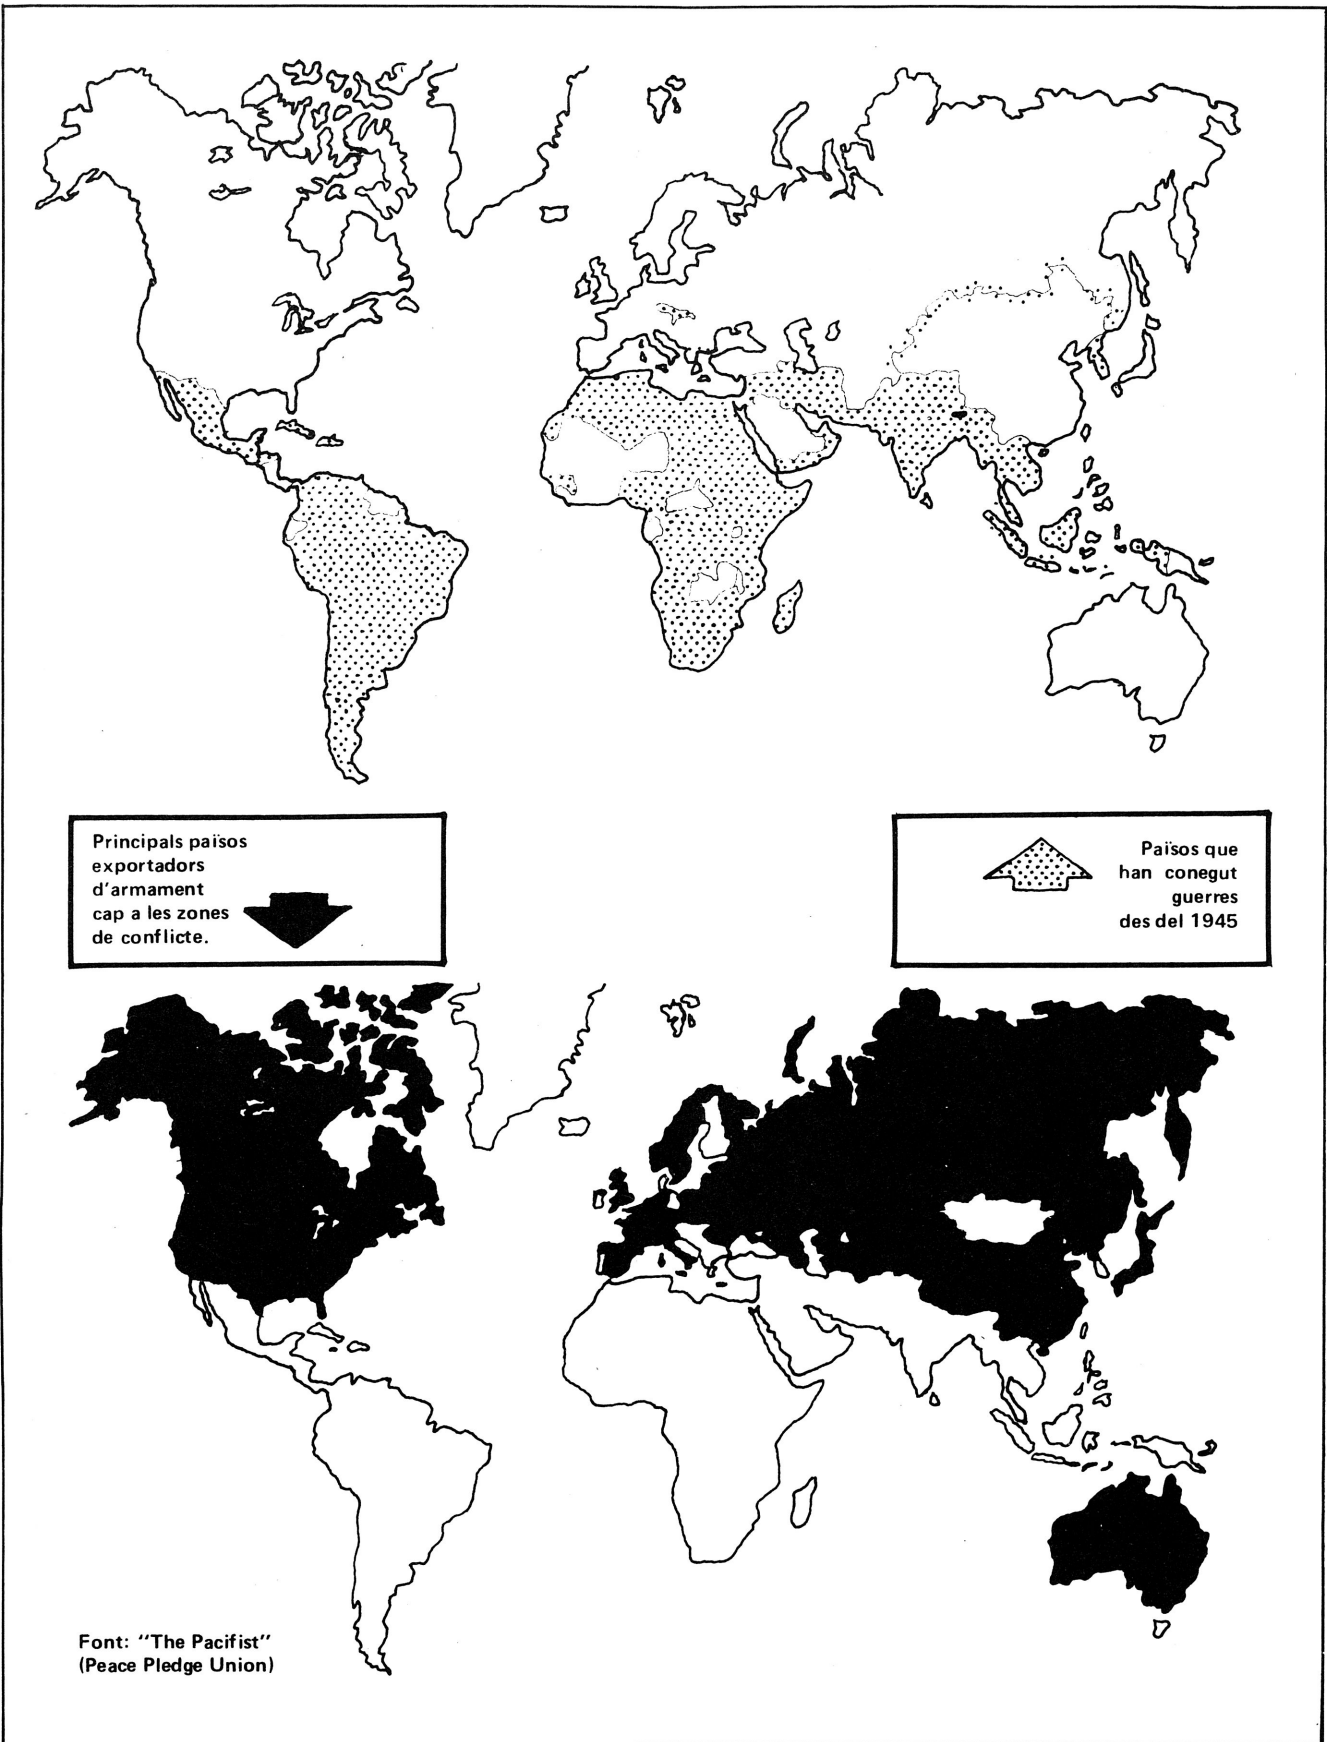 Principals països
exportadors
d'armament
cap a les zones
de conflicte.
Països que
han conegut
guerres
des del 1945
Font: "The Pacifist"
(Peace Pledge Union)